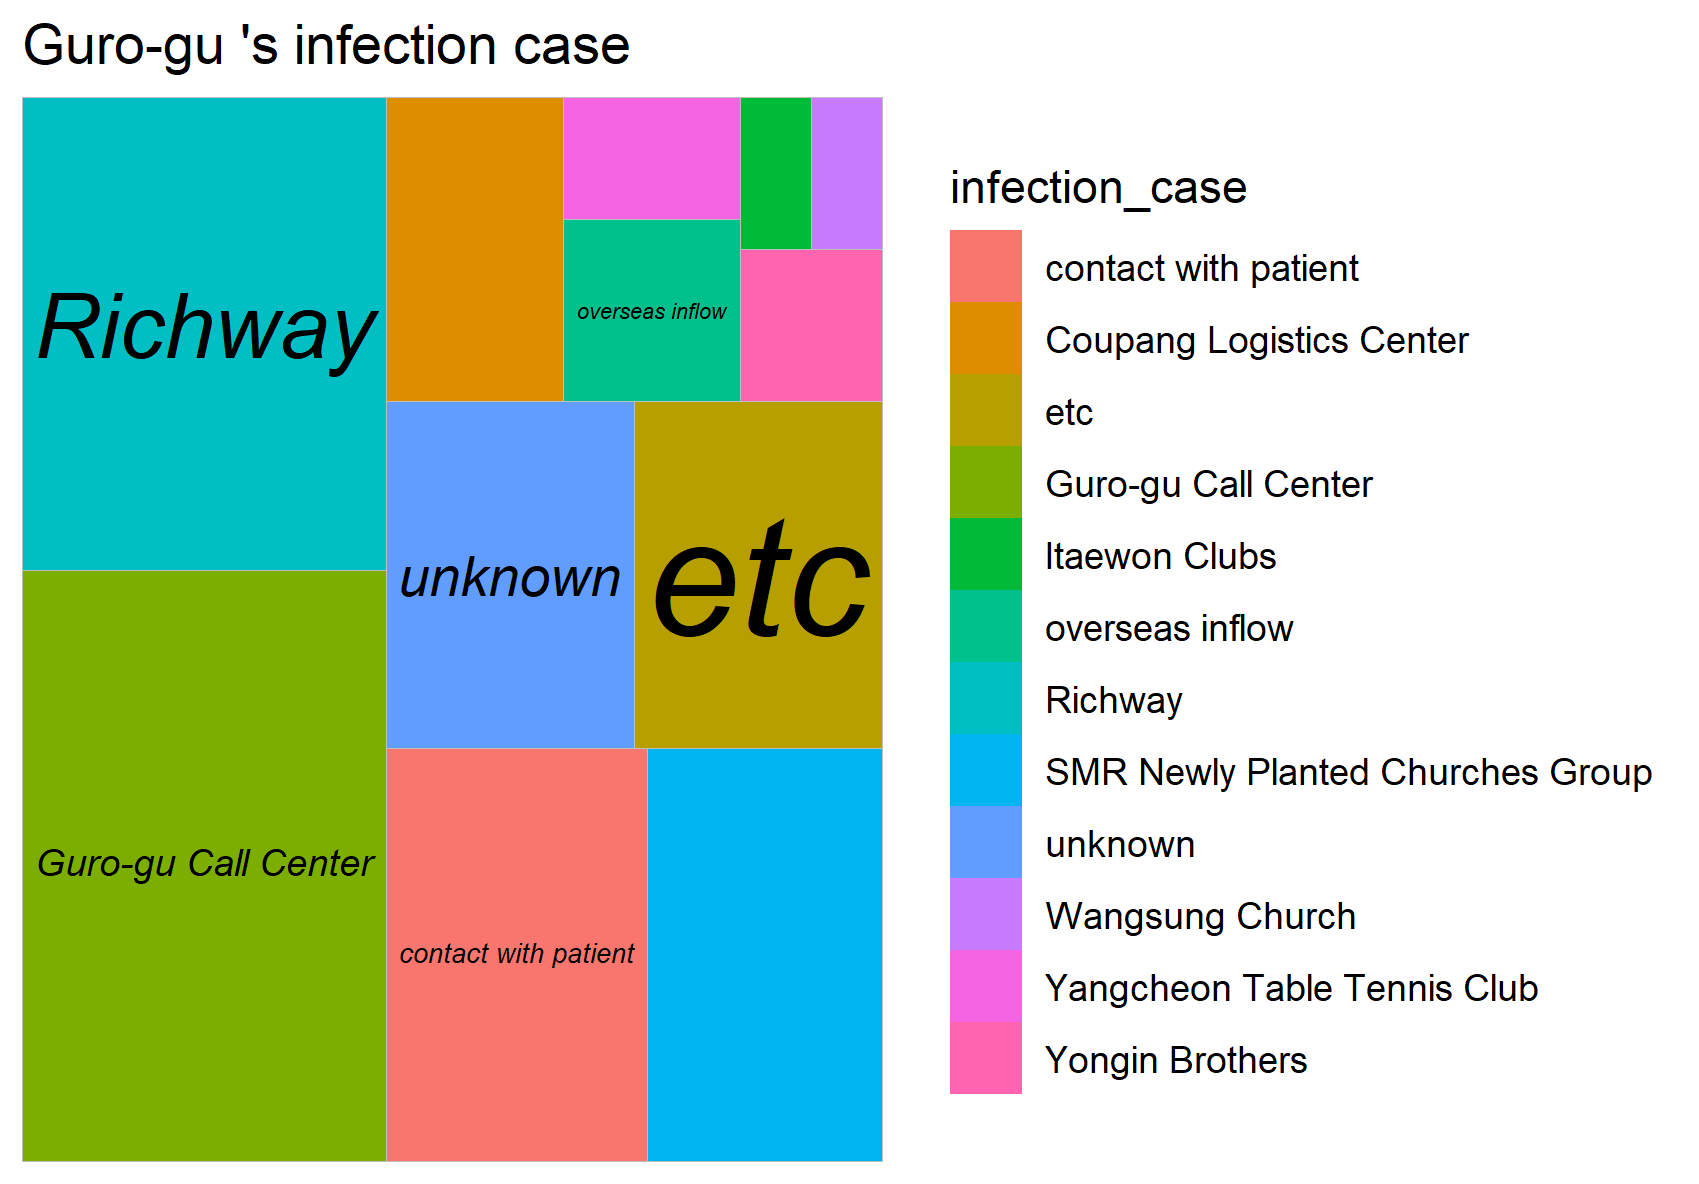 Guro-gu 's infection case
Richway
overseas inflow
unknown
etc
Guro-gu Call Center
contact with patient
infection_case
contact with patient
Coupang Logistics Center
etc
Guro-gu Call Center
Itaewon Clubs
overseas inflow
Richway
SMR Newly Planted Churches Group
unknown
Wangsung Church
Yangcheon Table Tennis Club
Yongin Brothers